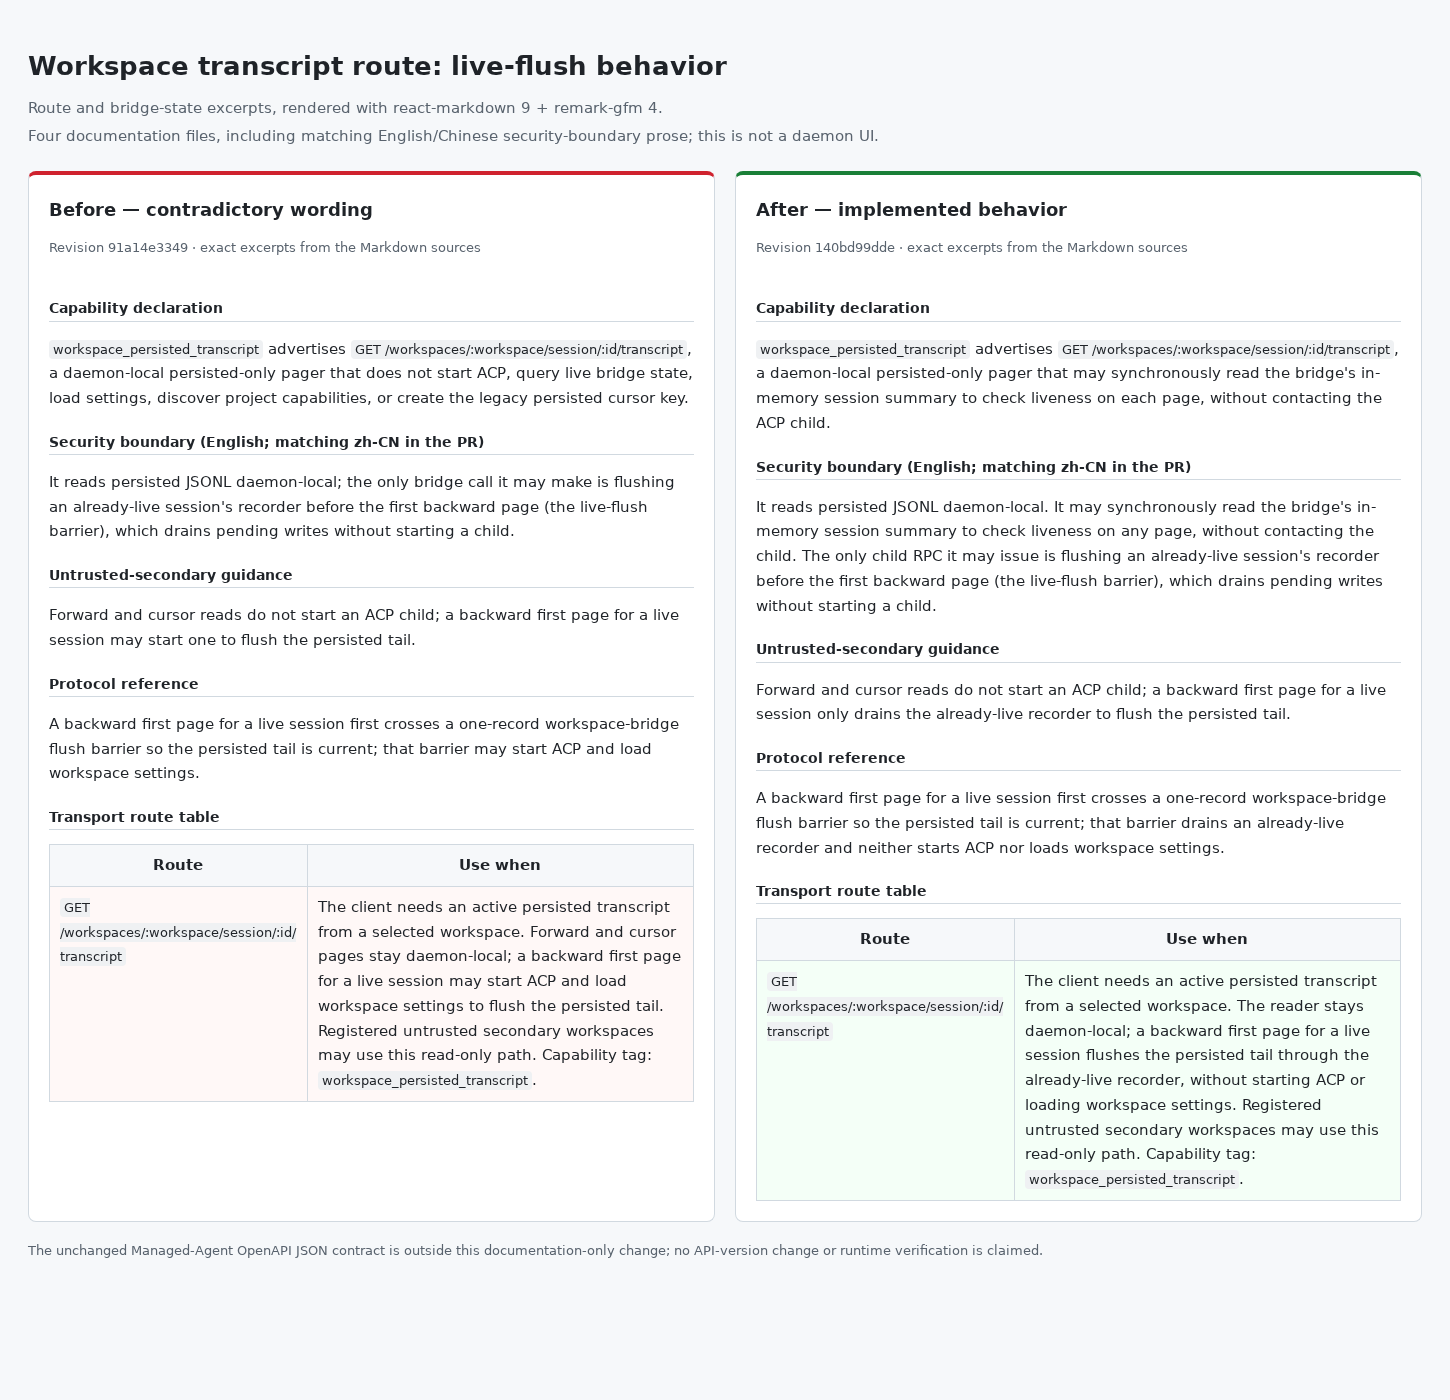 Workspace transcript route: live-flush behavior
Route and bridge-state excerpts, rendered with react-markdown 9 + remark-gfm 4.
Four documentation files, including matching English/Chinese security-boundary prose; this is not a daemon UI.
Before — contradictory wording
Revision 91a14e3349 · exact excerpts from the Markdown sources
Capability declaration
workspace_persisted_transcript advertises GET /workspaces/:workspace/session/:id/transcript,
a daemon-local persisted-only pager that does not start ACP, query live bridge state,
load settings, discover project capabilities, or create the legacy persisted cursor key.
Security boundary (English; matching zh-CN in the PR)
It reads persisted JSONL daemon-local; the only bridge call it may make is flushing
an already-live session's recorder before the first backward page (the live-flush
barrier), which drains pending writes without starting a child.
Untrusted-secondary guidance
Forward and cursor reads do not start an ACP child; a backward first page for a live
session may start one to flush the persisted tail.
Protocol reference
A backward first page for a live session first crosses a one-record workspace-bridge
flush barrier so the persisted tail is current; that barrier may start ACP and load
workspace settings.
Transport route table
Route
Use when
GET
/workspaces/:workspace/session/:id/
transcript
The client needs an active persisted transcript
from a selected workspace. Forward and cursor
pages stay daemon-local; a backward first page
for a live session may start ACP and load
workspace settings to flush the persisted tail.
Registered untrusted secondary workspaces
may use this read-only path. Capability tag:
workspace_persisted_transcript.
After — implemented behavior
Revision 140bd99dde · exact excerpts from the Markdown sources
Capability declaration
workspace_persisted_transcript advertises GET /workspaces/:workspace/session/:id/transcript,
a daemon-local persisted-only pager that may synchronously read the bridge's in-
memory session summary to check liveness on each page, without contacting the
ACP child.
Security boundary (English; matching zh-CN in the PR)
It reads persisted JSONL daemon-local. It may synchronously read the bridge's in-
memory session summary to check liveness on any page, without contacting the
child. The only child RPC it may issue is flushing an already-live session's recorder
before the first backward page (the live-flush barrier), which drains pending writes
without starting a child.
Untrusted-secondary guidance
Forward and cursor reads do not start an ACP child; a backward first page for a live
session only drains the already-live recorder to flush the persisted tail.
Protocol reference
A backward first page for a live session first crosses a one-record workspace-bridge
flush barrier so the persisted tail is current; that barrier drains an already-live
recorder and neither starts ACP nor loads workspace settings.
Transport route table
Route
Use when
GET
/workspaces/:workspace/session/:id/
transcript
The client needs an active persisted transcript
from a selected workspace. The reader stays
daemon-local; a backward first page for a live
session flushes the persisted tail through the
already-live recorder, without starting ACP or
loading workspace settings. Registered
untrusted secondary workspaces may use this
read-only path. Capability tag:
workspace_persisted_transcript.
The unchanged Managed-Agent OpenAPI JSON contract is outside this documentation-only change; no API-version change or runtime verification is claimed.